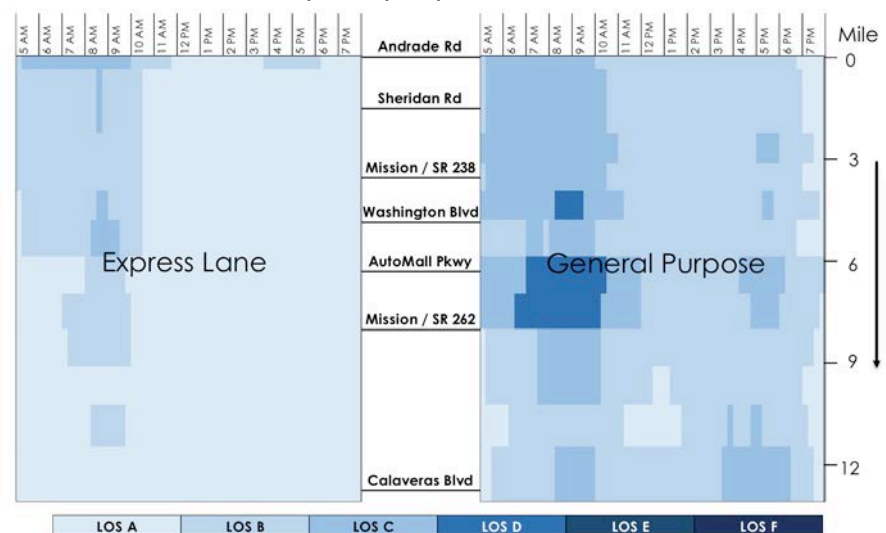 5 AM 6 AM 7 AM 8 AM 9 AM 10 AM 11 AM 12 PM 1 PM 2 PM 3 PM 4 PM 5 PM 6 PM 7 PM
5 AM 6 AM 7 AM 8 AM 9 AM 10 AM 11 AM 12 PM 1 PM 2 PM 3 PM 4 PM 5 PM 6 PM 7 PM
Mile
Andrade Rd
0
Sheridan Rd
3
Mission / SR 238
Washington Blvd
AutoMall Pkwy
Express Lane
General Purpose
6
Mission / SR 262
9
12
Calaveras Blvd
LOS A LOS B LOS C LOS D LOS E LOS F